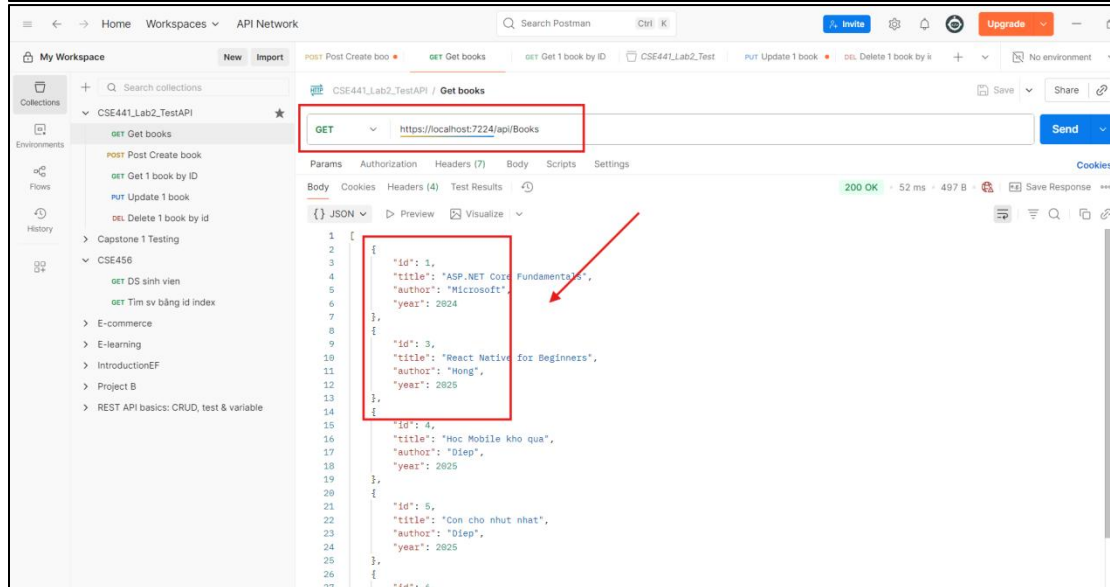 Home Workspaces API Network Search Postman Ctrl K Invite Upgrade
My Workspace New Import POST Post Create boo GET Get books GET Get 1 book by ID CSE441_Lab2_Test PUT Update 1 book DEL Delete 1 book by i No environment
Collections
Environments
Flows
History
Search collections
CSE441_Lab2_TestAPI
GET Get books
POST Post Create book
GET Get 1 book by ID
PUT Update 1 book
DEL Delete 1 book by id
Capstone 1 Testing
CSE456
GET DS sinh vien
GET Tim sv bằng id index
E-commerce
E-learning
IntroductionEF
Project B
REST API basics: CRUD, test & variable
HTTP CSE441_Lab2_TestAPI / Get books Save Share
GET https://localhost:7224/api/Books Send
Params Authorization Headers (7) Body Scripts Settings Cookies
Body Cookies Headers (4) Test Results 200 OK • 52 ms • 497 B • e.g. Save Response
{} JSON Preview Visualize
1 [
2 {
3 "id": 1,
4 "title": "ASP.NET Core Fundamentals",
5 "author": "Microsoft",
6 "year": 2024
7 },
8 {
9 "id": 3,
10 "title": "React Native for Beginners",
11 "author": "Hong",
12 "year": 2025
13 },
14 {
15 "id": 4,
16 "title": "Hoc Mobile kho qua",
17 "author": "Diep",
18 "year": 2025
19 },
20 {
21 "id": 5,
22 "title": "Con cho nhut nhat",
23 "author": "Diep",
24 "year": 2025
25 },
26 {